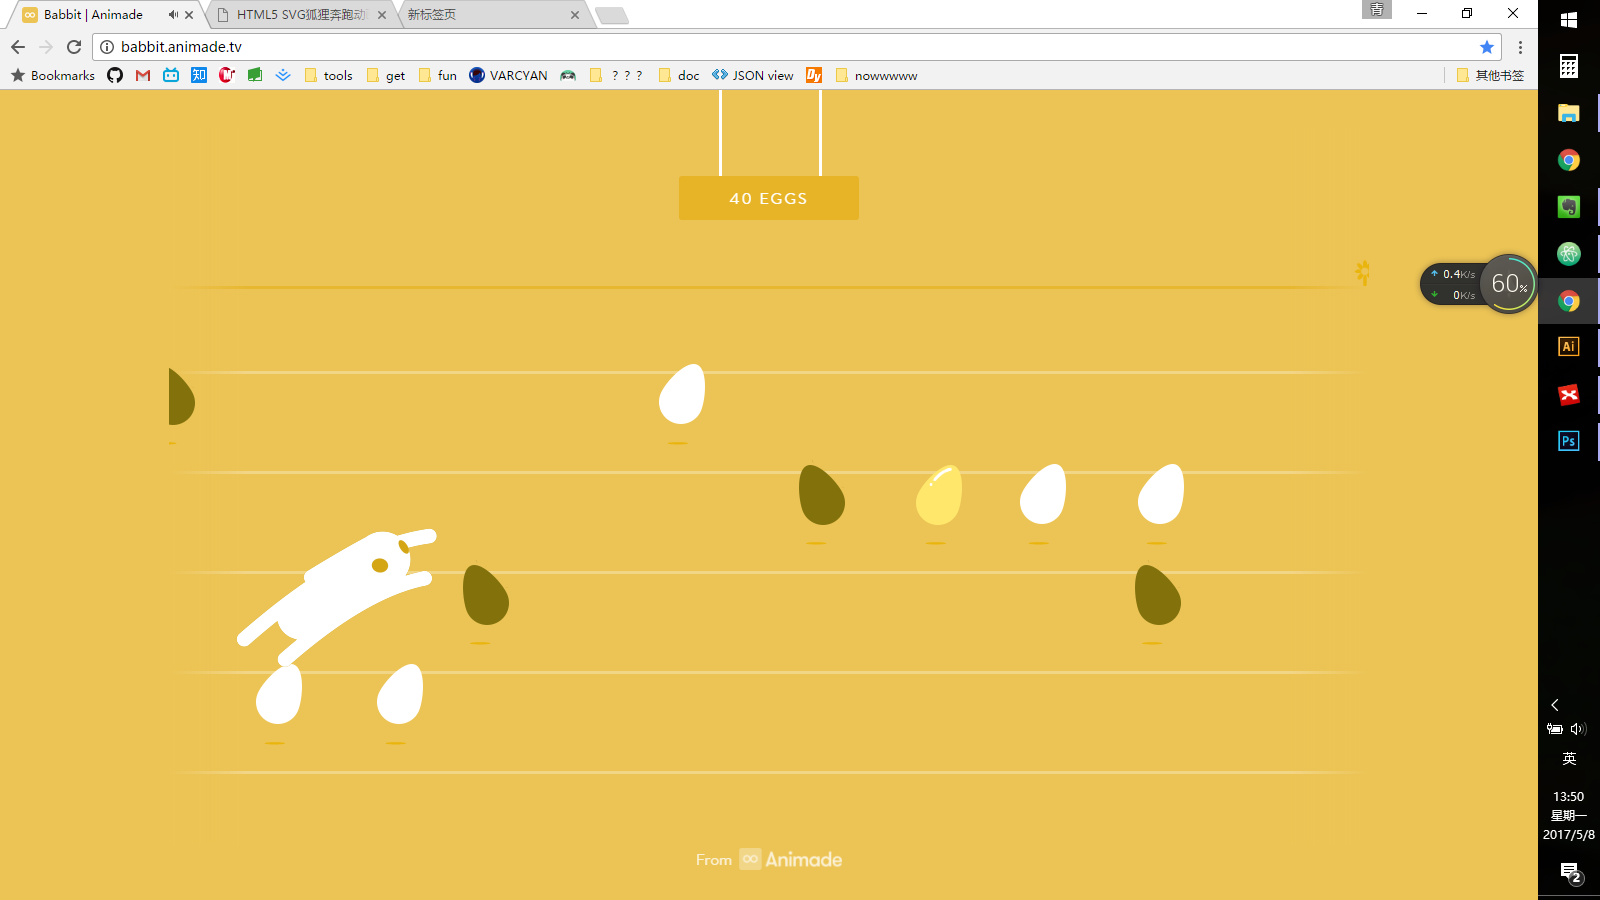 Babbit | Animade
HTML5 SVG狐狸奔跑动
新标签页
青
babbit.animade.tv
Bookmarks
知
tools
get
fun
VARCYAN
? ? ?
doc
JSON view
Dy
nowwwww
其他书签
40 EGGS
0.4K/s
0K/s
60%
Ai
Ps
英
13:50
星期一
2017/5/8
2
From Animade